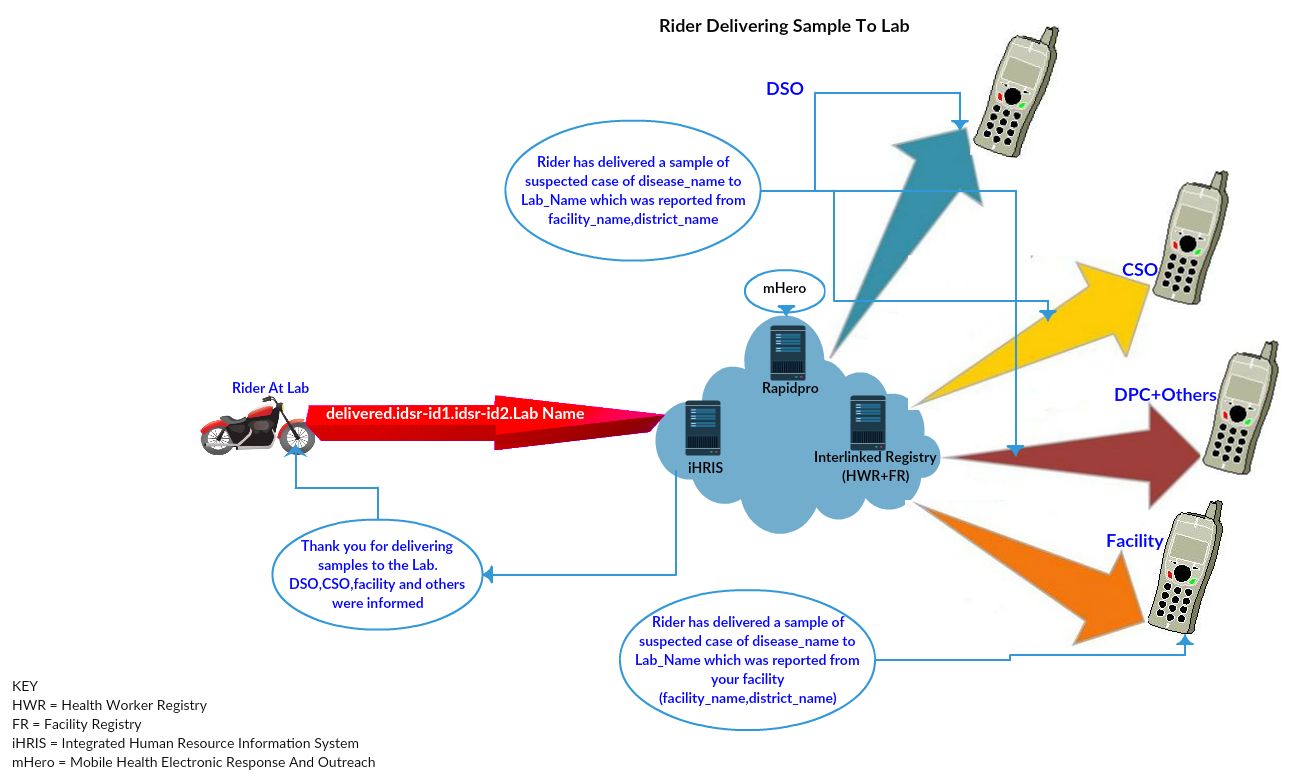 Rider Delivering Sample To Lab
DSO
Rider has delivered a sample of
suspected case of disease_name to
Lab_Name which was reported from
facility_name,district_name
CSO
mHero
Rapidpro
Rider At Lab
delivered.idsr-id1.idsr-id2.Lab Name
DPC+Others
iHRIS
Interlinked Registry
(HWR+FR)
Facility
Thank you for delivering
samples to the Lab.
DSO,CSO,facility and others
were informed
Rider has delivered a sample of
suspected case of disease_name to
Lab_Name which was reported from
your facility
(facility_name,district_name)
KEY
HWR = Health Worker Registry
FR = Facility Registry
iHRIS = Integrated Human Resource Information System
mHero = Mobile Health Electronic Response And Outreach